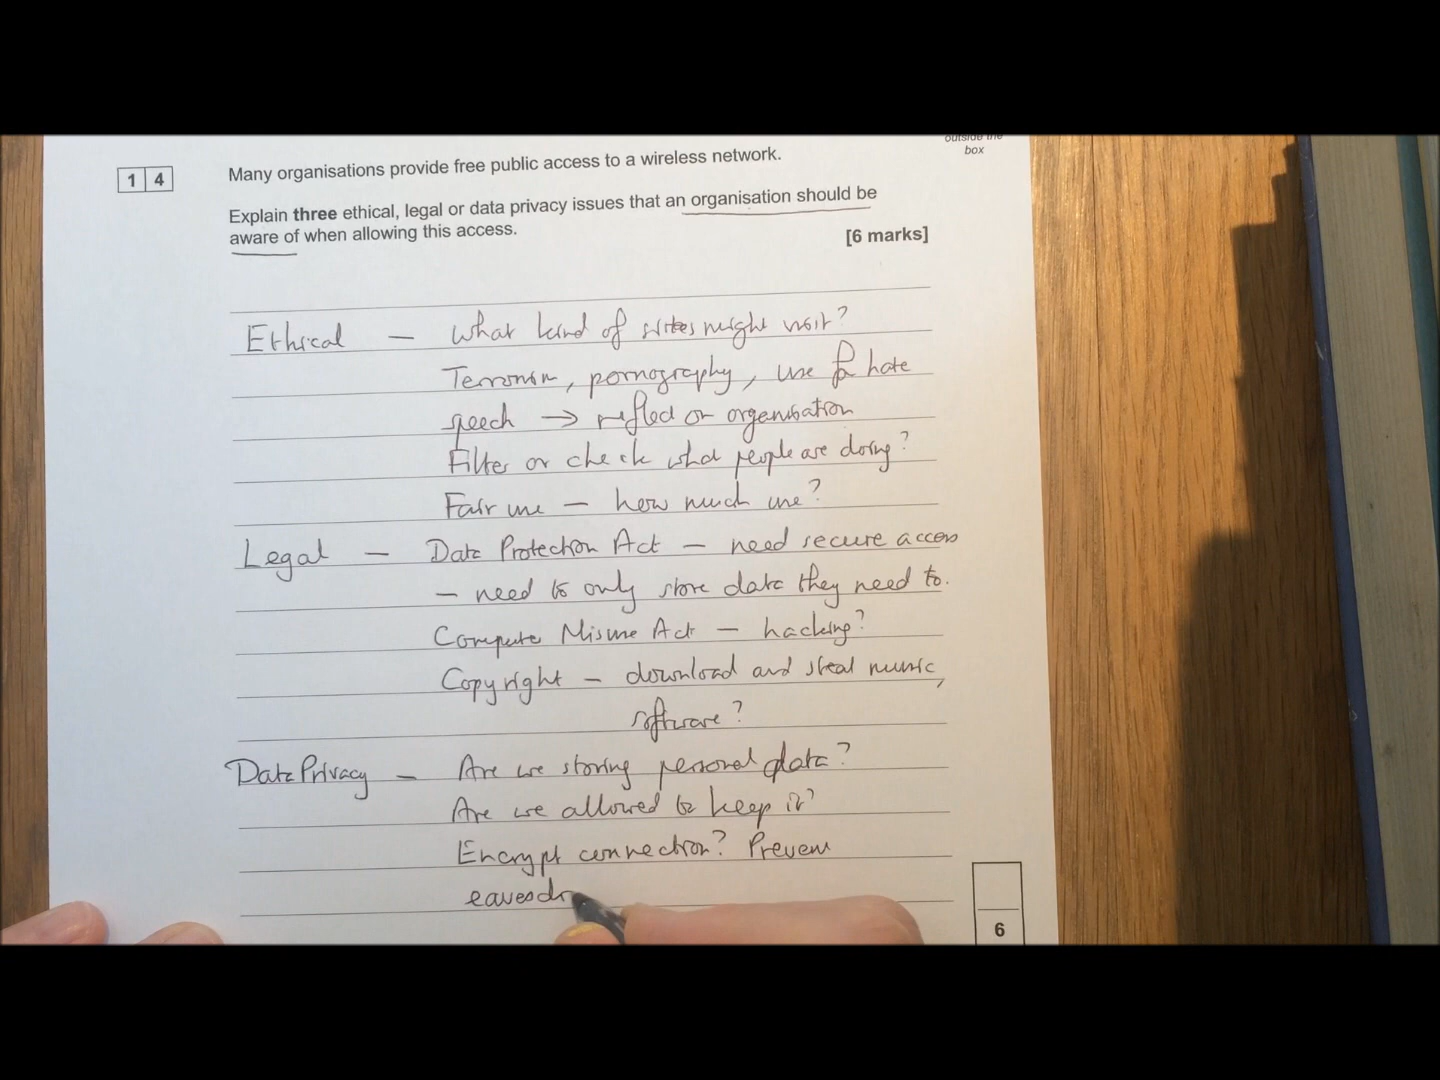 outside the
box
1 4
Many organisations provide free public access to a wireless network.
Explain three ethical, legal or data privacy issues that an organisation should be
aware of when allowing this access.
[6 marks]
Ethical — What kind of sites might visit?
Terrorism, pornography, use for hate
speech → reflect on organisation
Filter or check what people are doing?
Fair use — how much use?
Legal — Data Protection Act — need secure access
— need to only store data they need to.
Computer Misuse Act — hacking?
Copyright — download and steal music,
software?
Data Privacy — Are we storing personal data?
Are we allowed to keep it?
Encrypt connection? Prevent
eavesdr
6